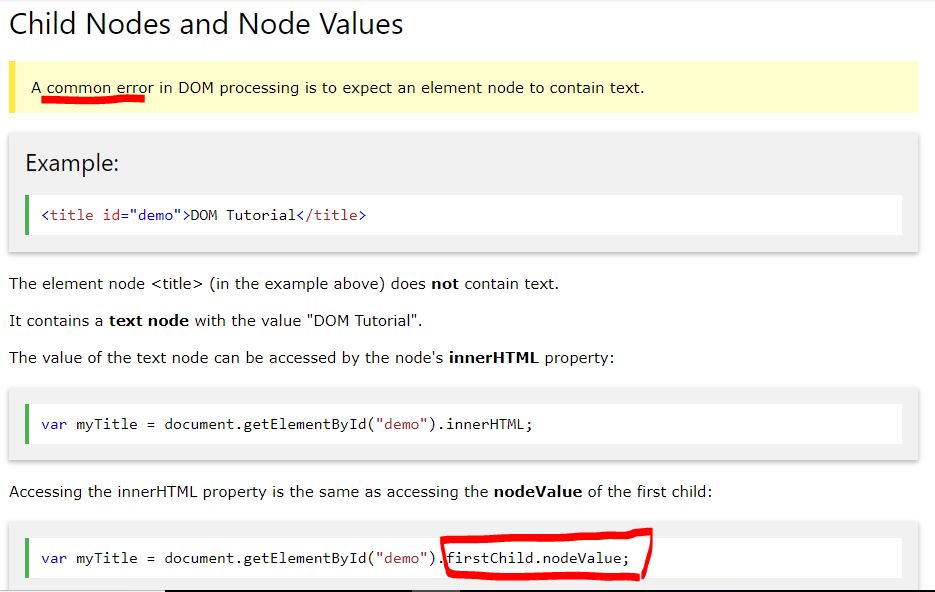 Child Nodes and Node Values
A common error in DOM processing is to expect an element node to contain text.
Example:
<title id="demo">DOM Tutorial</title>
The element node <title> (in the example above) does not contain text.
It contains a text node with the value "DOM Tutorial".
The value of the text node can be accessed by the node's innerHTML property:
var myTitle = document.getElementById("demo").innerHTML;
Accessing the innerHTML property is the same as accessing the nodeValue of the first child:
var myTitle = document.getElementById("demo").firstChild.nodeValue;